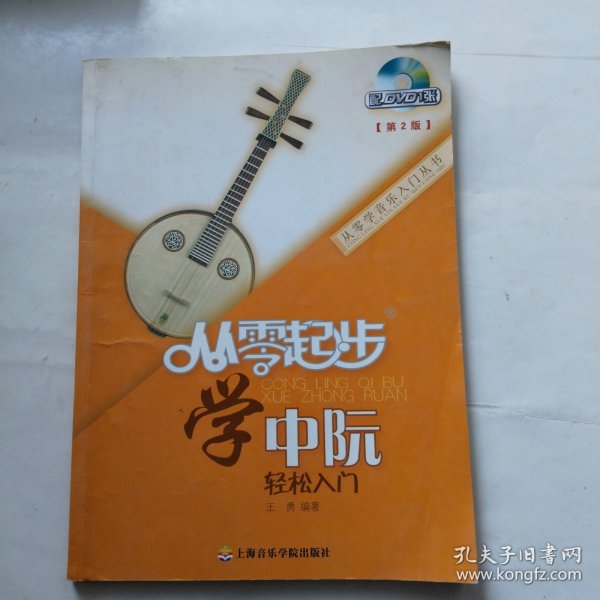 配DVD1张
【第2版】
从零学音乐入门丛书
从零起步
CONG LING QI BU
XUE ZHONG RUAN
学中阮
轻松入门
王 勇 编著
上海音乐学院出版社
孔夫子旧书网
www.kongfz.com